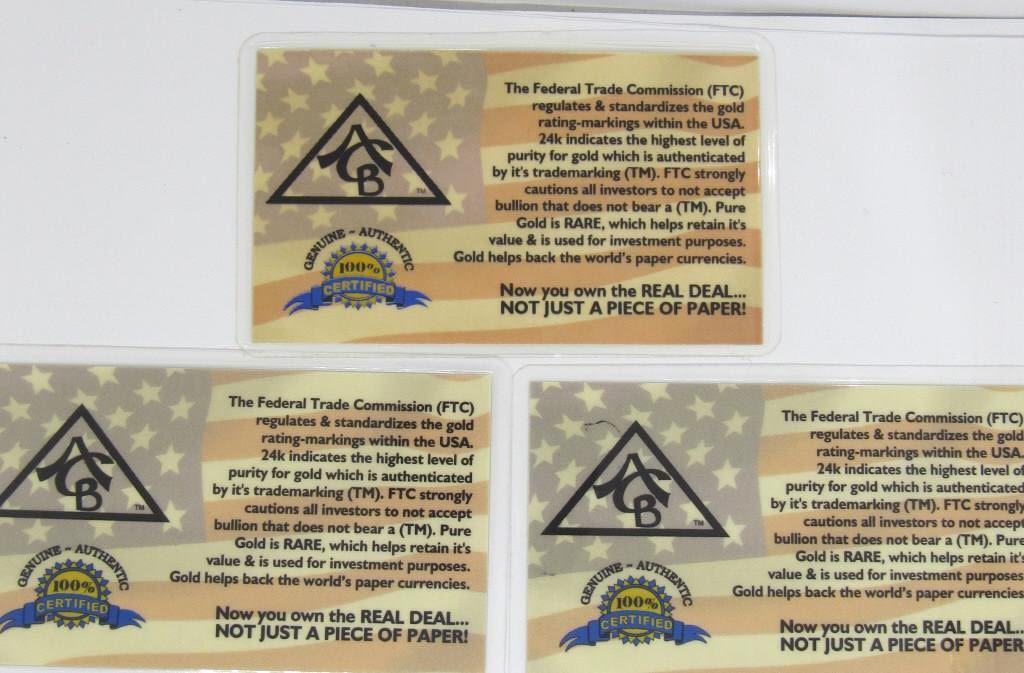 The Federal Trade Commission (FTC)
regulates & standardizes the gold
rating-markings within the USA.
24k indicates the highest level of
purity for gold which is authenticated
by it's trademarking (TM). FTC strongly
cautions all investors to not accept
bullion that does not bear a (TM). Pure
Gold is RARE, which helps retain it's
value & is used for investment purposes.
Gold helps back the world's paper currencies.
Now you own the REAL DEAL...
NOT JUST A PIECE OF PAPER!
ACB
TM
GENUINE ~ AUTHENTIC
100%
CERTIFIED
The Federal Trade Commission (FTC)
regulates & standardizes the gold
rating-markings within the USA.
24k indicates the highest level of
purity for gold which is authenticated
by it's trademarking (TM). FTC strongly
cautions all investors to not accept
bullion that does not bear a (TM). Pure
Gold is RARE, which helps retain it's
value & is used for investment purposes.
Gold helps back the world's paper currencies.
Now you own the REAL DEAL...
NOT JUST A PIECE OF PAPER!
ACB
TM
GENUINE ~ AUTHENTIC
100%
CERTIFIED
The Federal Trade Commission (FTC)
regulates & standardizes the gold
rating-markings within the USA.
24k indicates the highest level of
purity for gold which is authenticated
by it's trademarking (TM). FTC strongly
cautions all investors to not accept
bullion that does not bear a (TM). Pure
Gold is RARE, which helps retain it's
value & is used for investment purposes
Gold helps back the world's paper currencies
Now you own the REAL DEAL...
NOT JUST A PIECE OF PAPER
ACB
TM
GENUINE ~ AUTHENTIC
100%
CERTIFIED